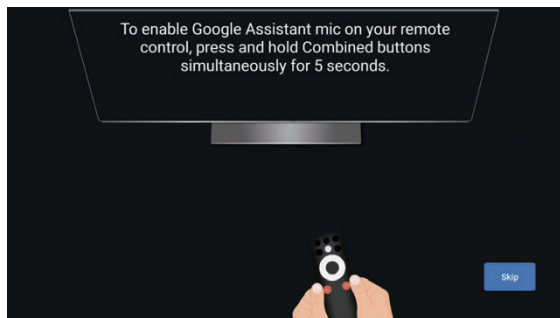 To enable Google Assistant mic on your remote
control, press and hold Combined buttons
simultaneously for 5 seconds.
Skip